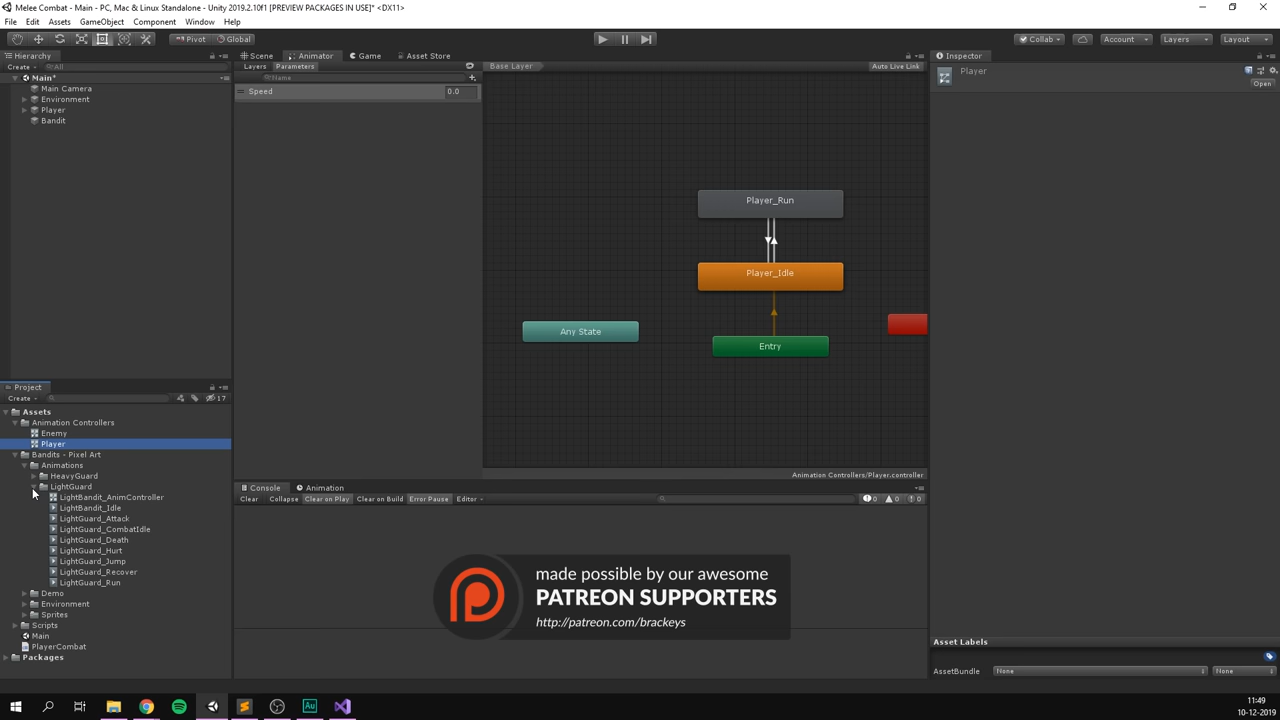 Melee Combat - Main - PC, Mac & Linux Standalone - Unity 2019.2.10f1 [PREVIEW PACKAGES IN USE]* <DX11>
File Edit Assets GameObject Component Window Help
Pivot Global Collab Account Layers Layout
Hierarchy
Create All
Main*
Main Camera
Environment
Player
Bandit
Scene Animator Game Asset Store
Layers Parameters
Name
Speed 0.0
Base Layer Auto Live Link
Player_Run
Player_Idle
Any State
Entry
Animation Controllers/Player.controller
Inspector
Player
Open
Project
Create 17
Assets
Animation Controllers
Enemy
Player
Bandits - Pixel Art
Animations
HeavyGuard
LightGuard
LightBandit_AnimController
LightBandit_Idle
LightGuard_Attack
LightGuard_CombatIdle
LightGuard_Death
LightGuard_Hurt
LightGuard_Jump
LightGuard_Recover
LightGuard_Run
Demo
Environment
Sprites
Scripts
Main
PlayerCombat
Packages
Console Animation
Clear Collapse Clear on Play Clear on Build Error Pause Editor 0 0 0
made possible by our awesome
PATREON SUPPORTERS
http://patreon.com/brackeys
Asset Labels
AssetBundle None None
11:49
10-12-2019